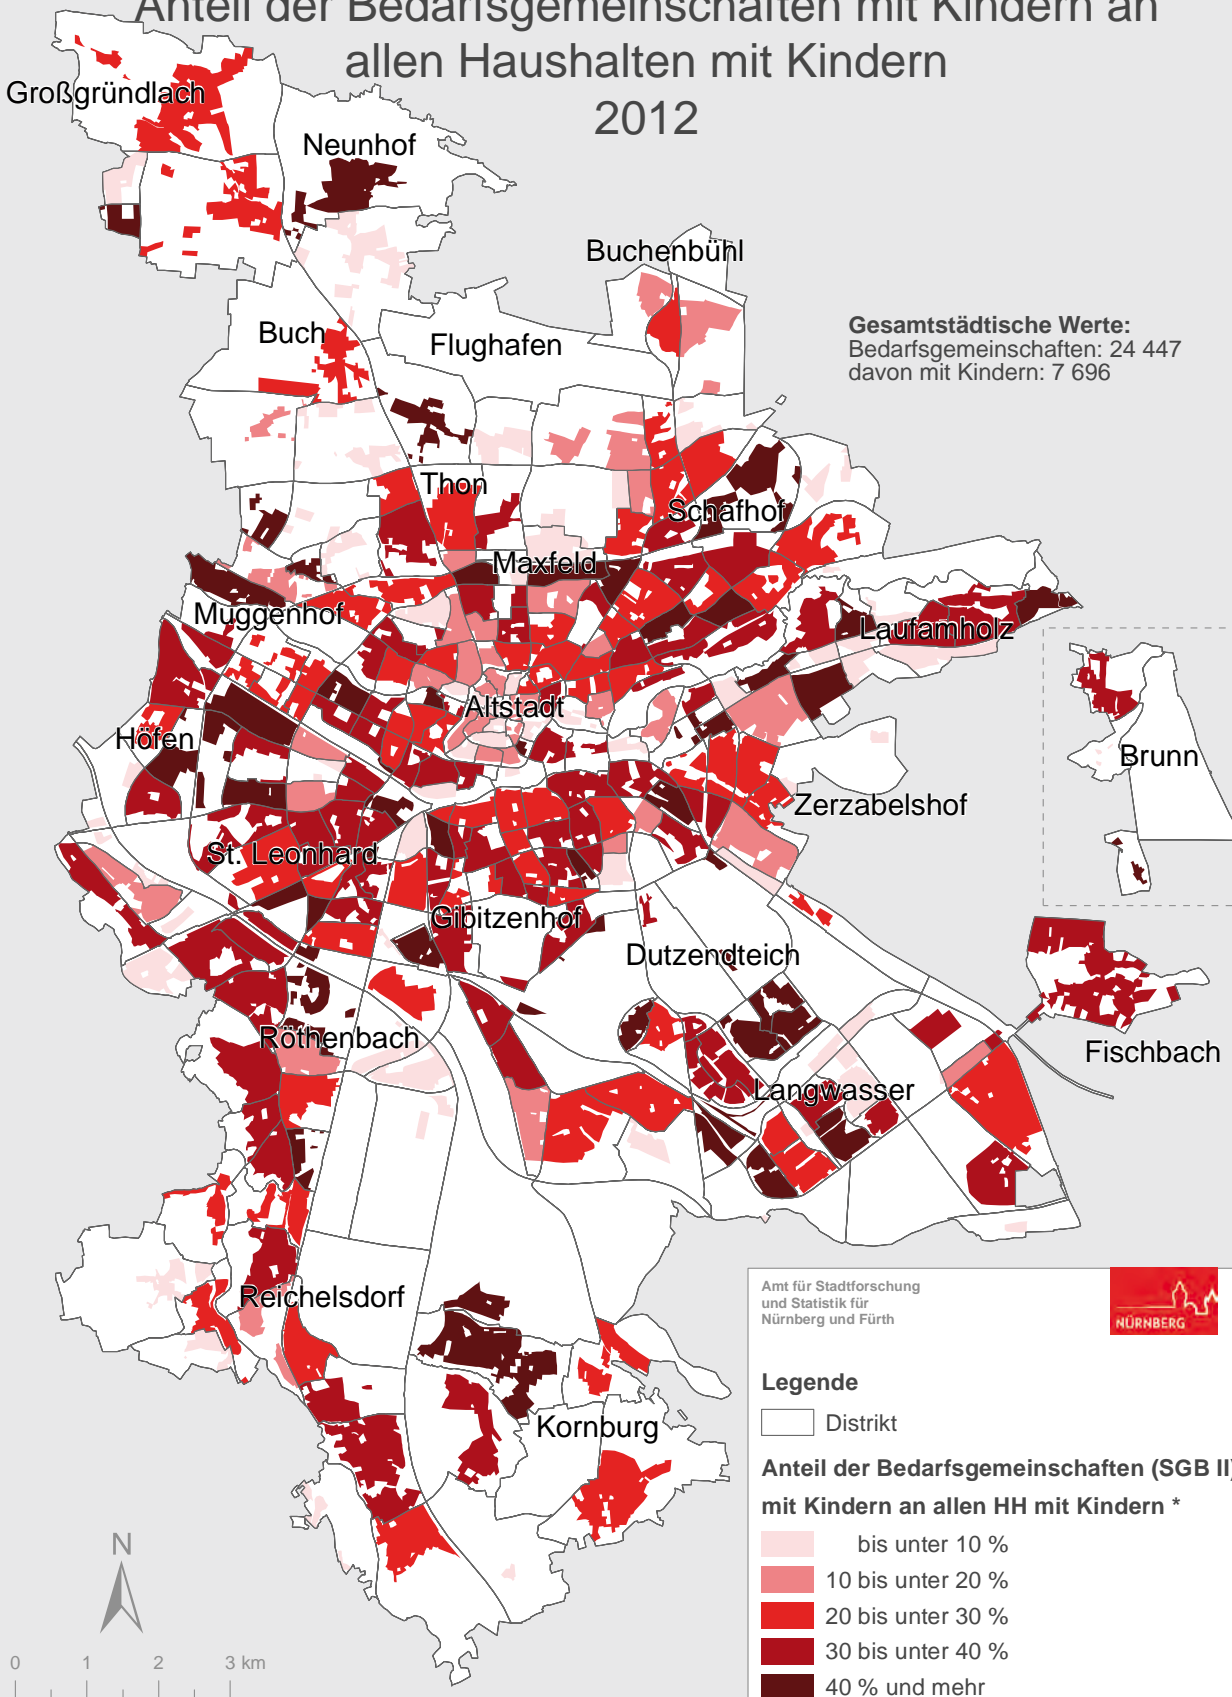 Anteil der Bedarfsgemeinschaften mit Kindern an
allen Haushalten mit Kindern
2012
Großgründlach
Neunhof
Buchenbühl
Gesamtstädtische Werte:
Bedarfsgemeinschaften: 24 447
davon mit Kindern: 7 696
Buch
Flughafen
Thon
Schafhof
Maxfeld
Muggenhof
Laufamholz
Altstadt
Höfen
Brunn
Zerzabelshof
St. Leonhard
Gibitzenhof
Dutzendteich
Röthenbach
Fischbach
Langwasser
Reichelsdorf
Kornburg
Amt für Stadtforschung
und Statistik für
Nürnberg und Fürth
NÜRNBERG
Legende
Distrikt
Anteil der Bedarfsgemeinschaften (SGB II)
mit Kindern an allen HH mit Kindern *
bis unter 10 %
10 bis unter 20 %
20 bis unter 30 %
30 bis unter 40 %
40 % und mehr
N
0 1 2 3 km